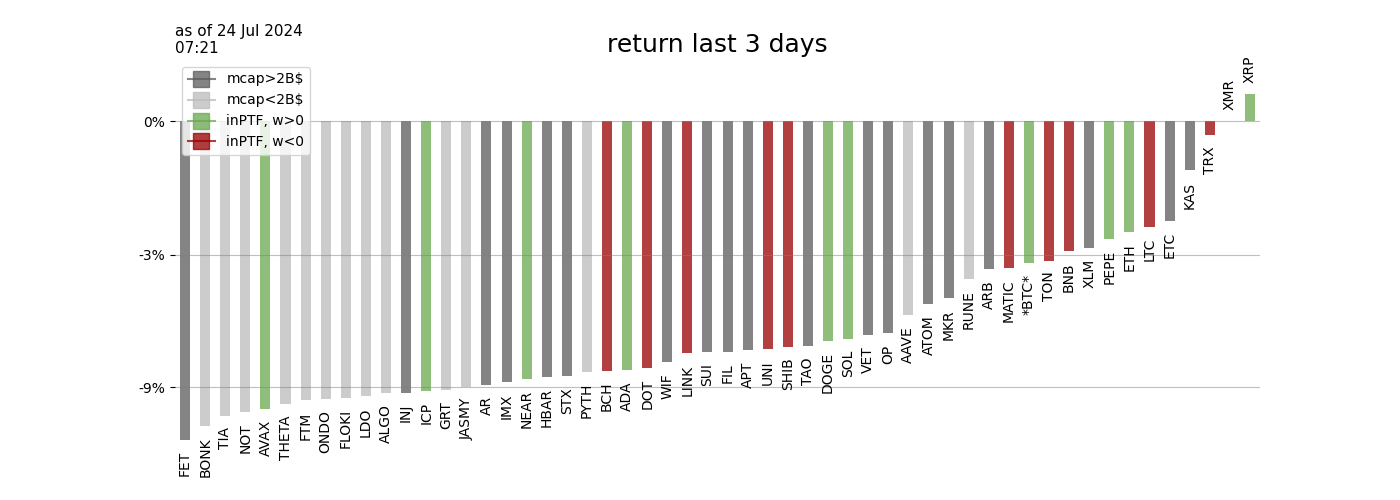 as of 24 Jul 2024
07:21
return last 3 days
mcap>2B$
mcap<2B$
inPTF, w>0
inPTF, w<0
0%
-3%
-9%
FET
BONK
TIA
NOT
AVAX
THETA
FTM
ONDO
FLOKI
LDO
ALGO
INJ
ICP
GRT
JASMY
AR
IMX
NEAR
HBAR
STX
PYTH
BCH
ADA
DOT
WIF
LINK
SUI
FIL
APT
UNI
SHIB
TAO
DOGE
SOL
VET
OP
AAVE
ATOM
MKR
RUNE
ARB
MATIC
*BTC*
TON
BNB
XLM
PEPE
ETH
LTC
ETC
KAS
TRX
XMR
XRP